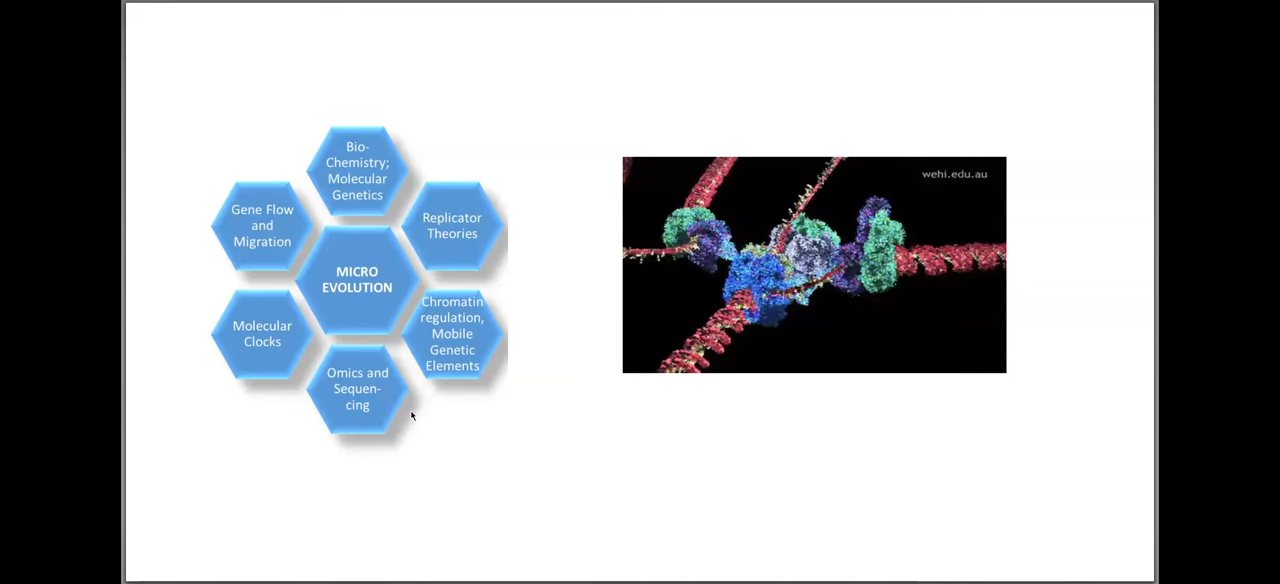 Bio-
Chemistry;
Molecular
Genetics
Gene Flow
and
Migration
Replicator
Theories
MICRO
EVOLUTION
Molecular
Clocks
Chromatin
regulation,
Mobile
Genetic
Elements
Omics and
Sequen-
cing
wehi.edu.au